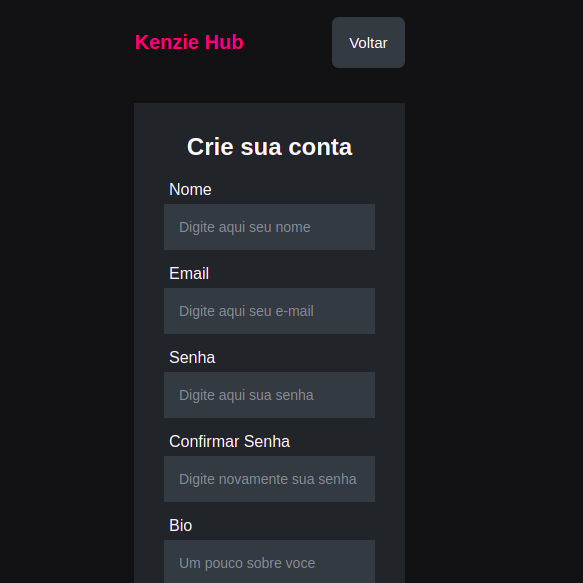 Kenzie Hub
Voltar
Crie sua conta
Nome
Digite aqui seu nome
Email
Digite aqui seu e-mail
Senha
Digite aqui sua senha
Confirmar Senha
Digite novamente sua senha
Bio
Um pouco sobre voce